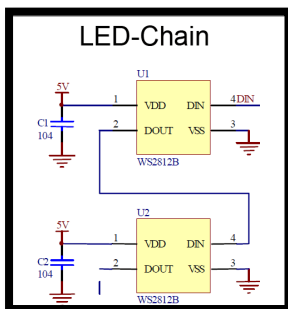 LED-Chain
U1
5V
1 VDD DIN 4 DIN
C1
104
2 DOUT VSS 3
WS2812B
U2
5V
1 VDD DIN 4
C2
104
2 DOUT VSS 3
WS2812B